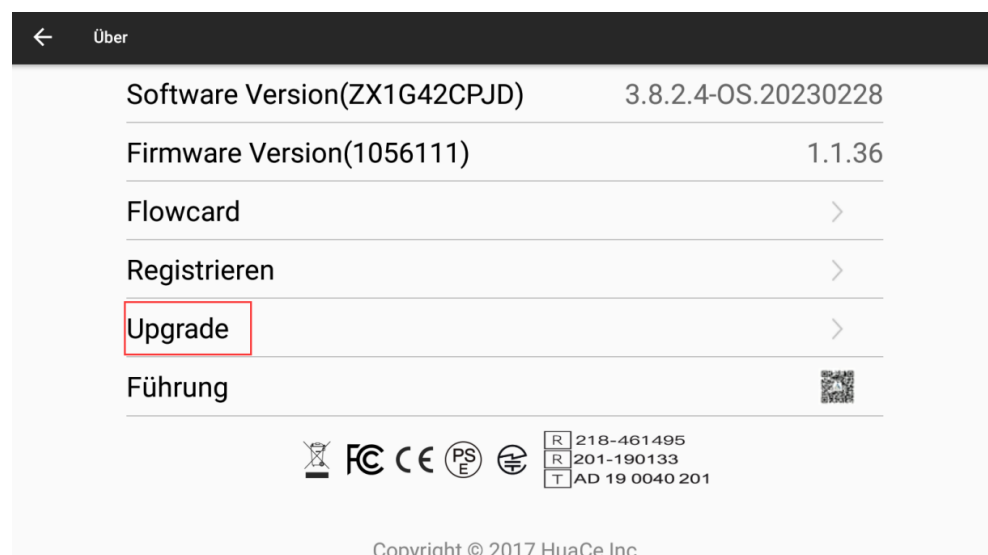 Über
Software Version(ZX1G42CPJD) 3.8.2.4-OS.20230228
Firmware Version(1056111) 1.1.36
Flowcard
Registrieren
Upgrade
Führung
FC CE PSE
R 218-461495
R 201-190133
T AD 19 0040 201
Copyright © 2017 HuaCe Inc